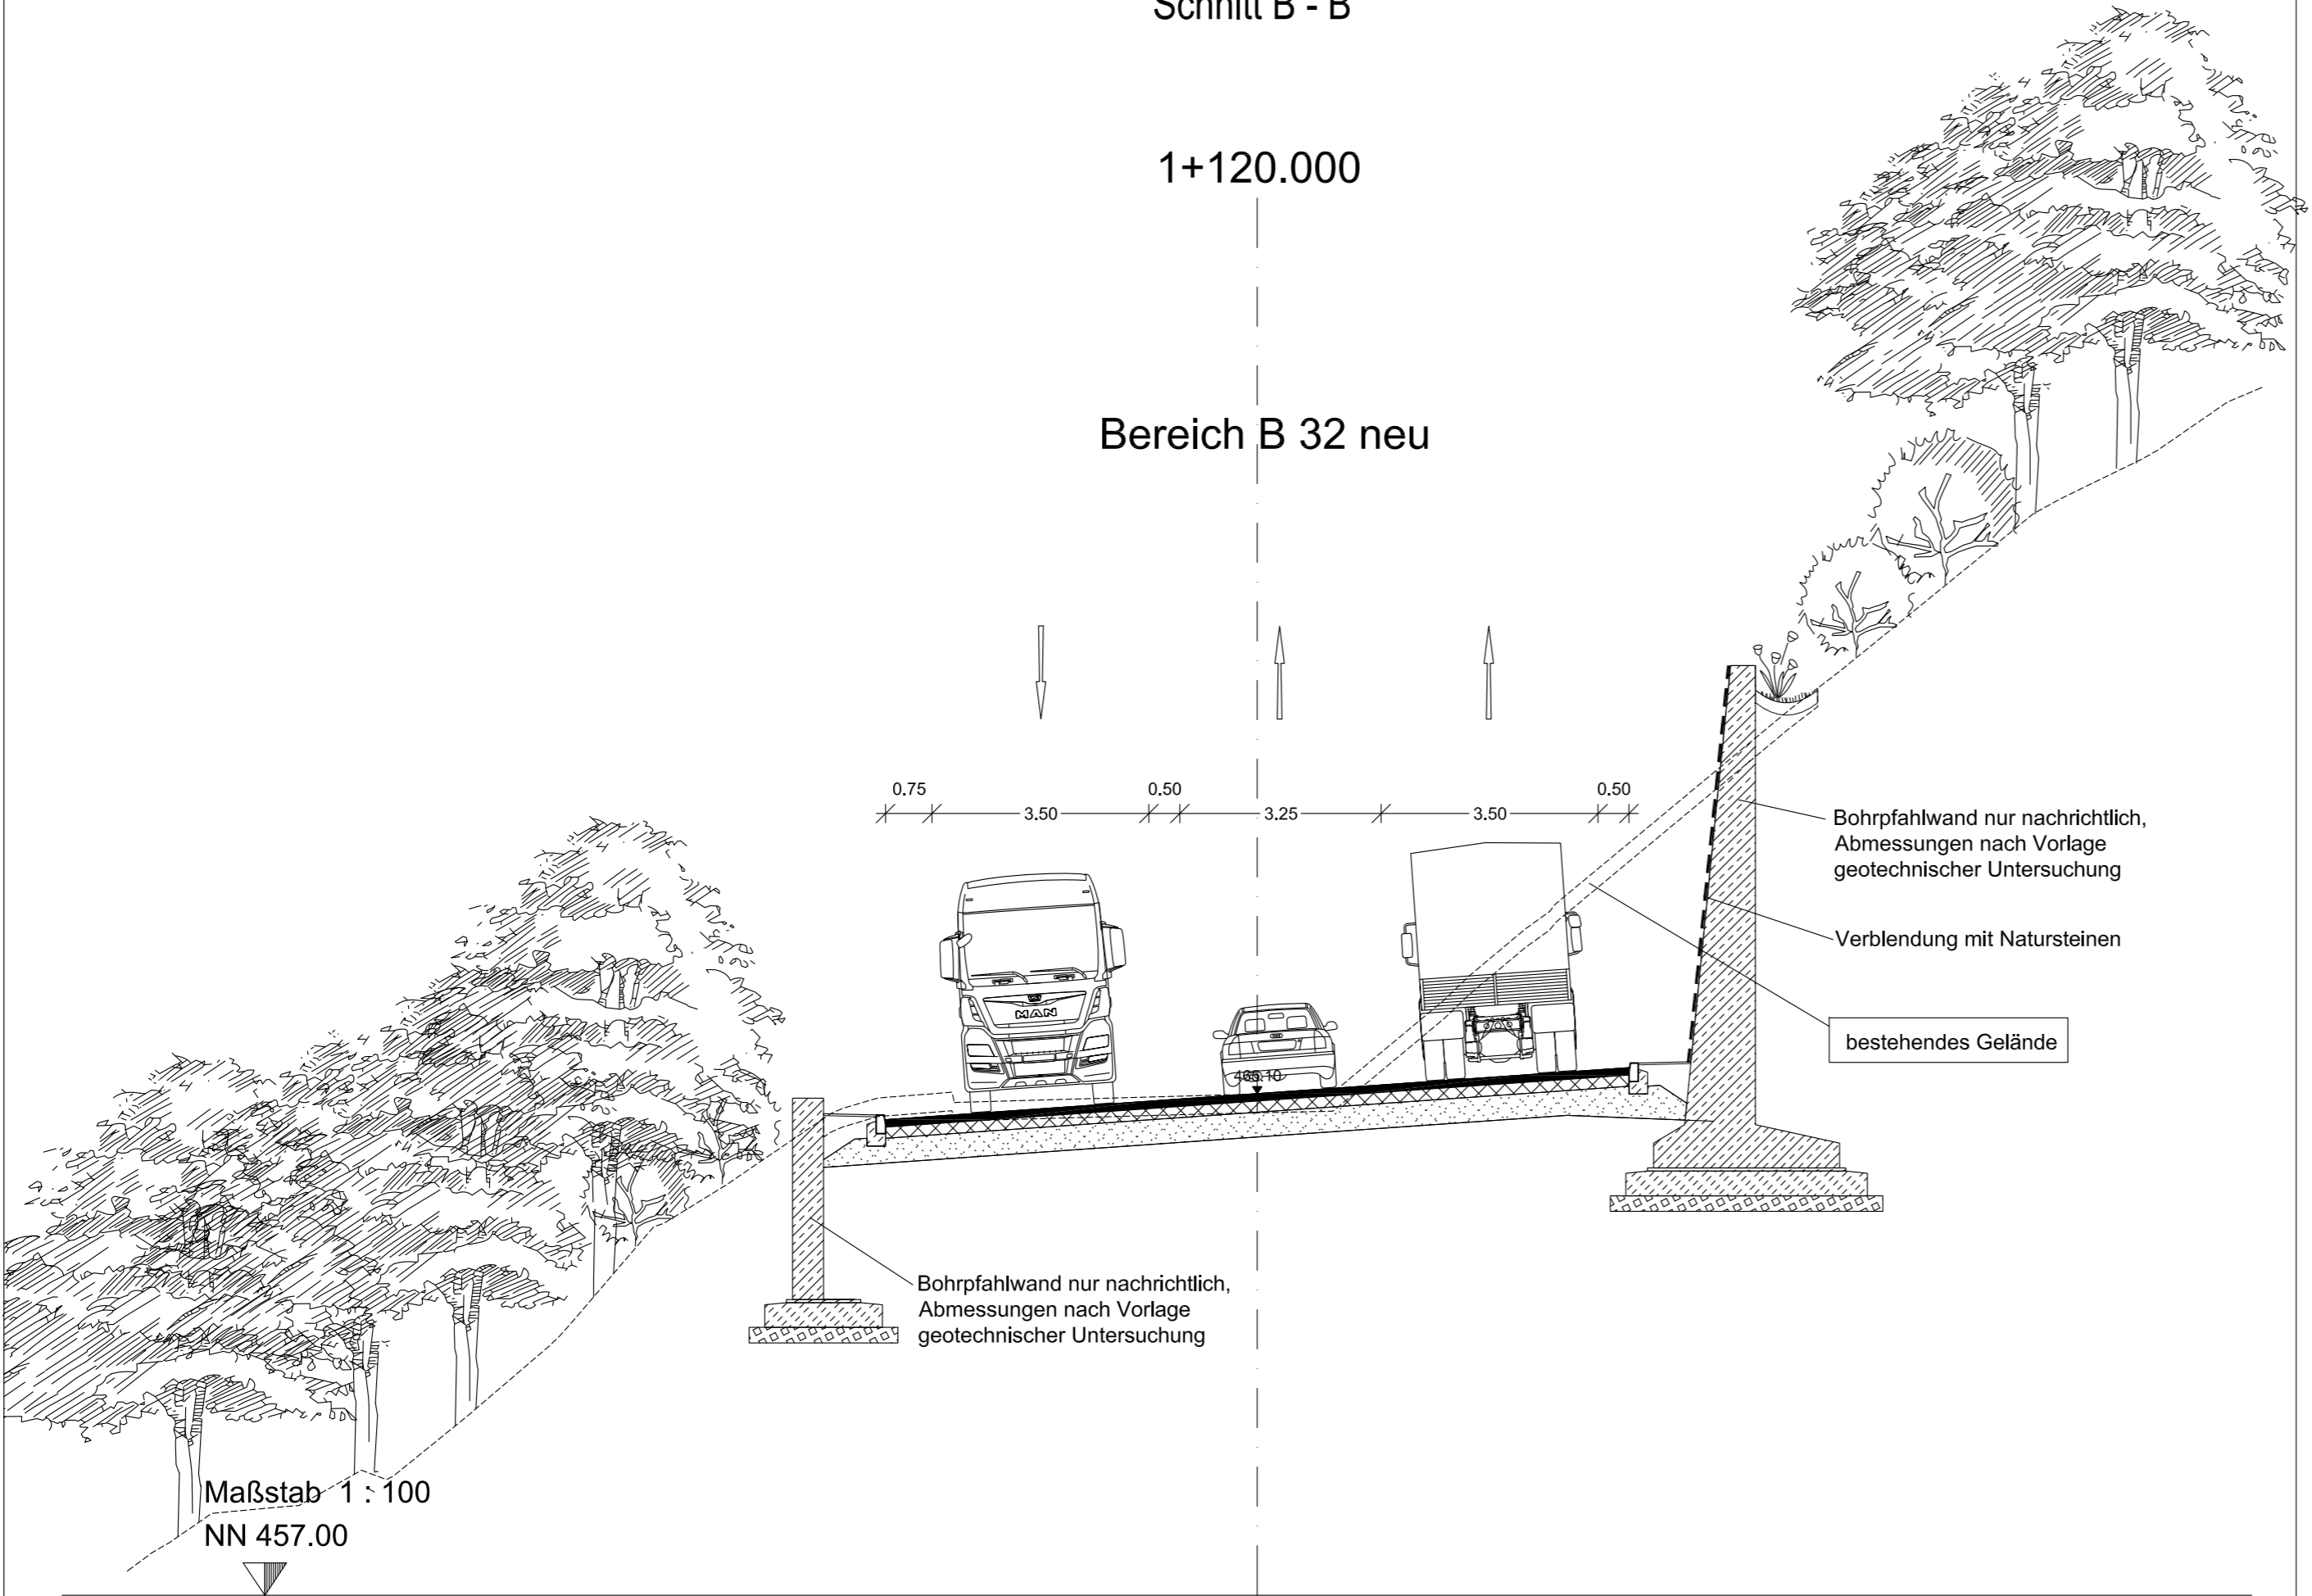 Schnitt B - B
1+120.000
Bereich B 32 neu
0.75 0.50 0.50
3.50 3.25 3.50
Bohrpfahlwand nur nachrichtlich,
Abmessungen nach Vorlage
geotechnischer Untersuchung
Verblendung mit Natursteinen
MAN
bestehendes Gelände
465.10
Bohrpfahlwand nur nachrichtlich,
Abmessungen nach Vorlage
geotechnischer Untersuchung
Maßstab 1 : 100
NN 457.00